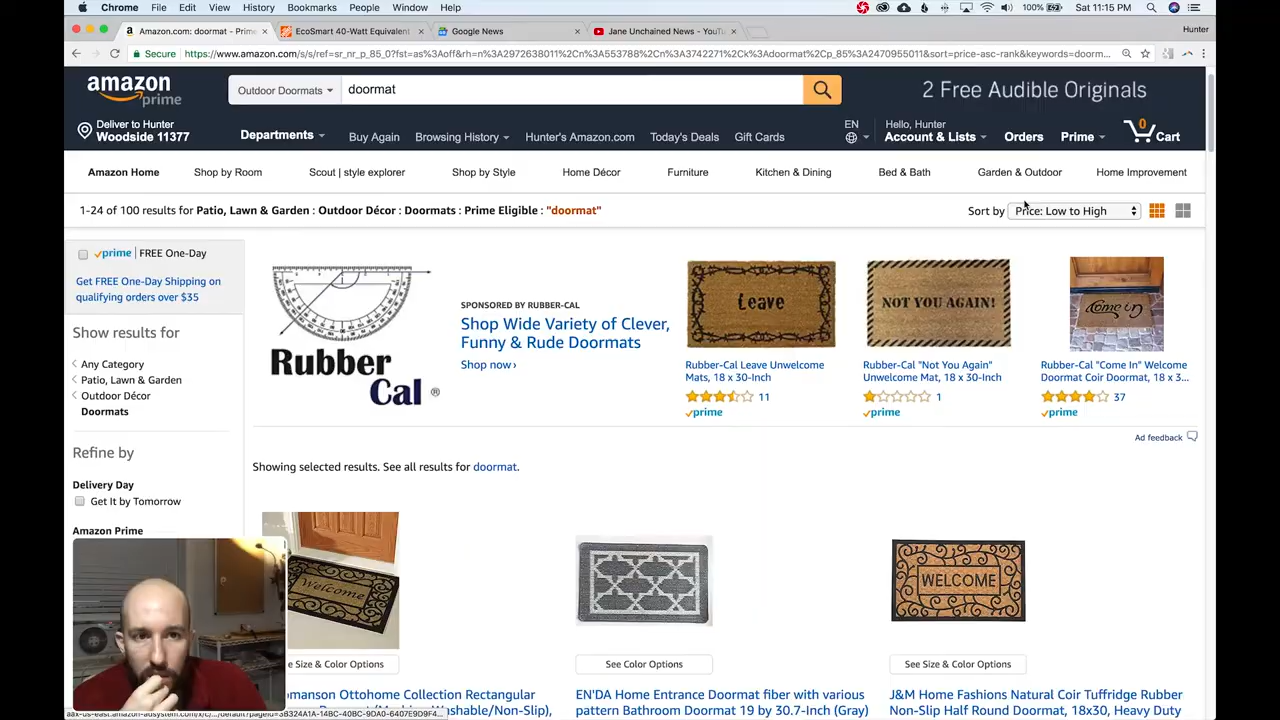 Chrome File Edit View History Bookmarks People Window Help 100% Sat 11:15 PM
Amazon.com: doormat - Prime × EcoSmart 40-Watt Equivalent × Google News × Jane Unchained News - YouTu × Hunter
Secure https://www.amazon.com/s/s/ref=sr_nr_p_85_0?fst=as%3Aoff&rh=n%3A2972638011%2Cn%3A3742271%2Ck%3Adoormat%2Cp_85%3A2470955011&sort=price-asc-rank&keywords=doorm...
amazon prime
Outdoor Doormats doormat
2 Free Audible Originals
Deliver to Hunter
Woodside 11377
Departments Buy Again Browsing History Hunter's Amazon.com Today's Deals Gift Cards
EN Hello, Hunter
Account & Lists Orders Prime 0 Cart
Amazon Home Shop by Room Scout | style explorer Shop by Style Home Décor Furniture Kitchen & Dining Bed & Bath Garden & Outdoor Home Improvement
1-24 of 100 results for Patio, Lawn & Garden : Outdoor Décor : Doormats : Prime Eligible : "doormat"
Sort by Price: Low to High
prime | FREE One-Day
Get FREE One-Day Shipping on
qualifying orders over $35
Show results for
Any Category
Patio, Lawn & Garden
Outdoor Décor
Doormats
Refine by
Delivery Day
Get It by Tomorrow
Amazon Prime
Rubber
Cal ®
SPONSORED BY RUBBER-CAL
Shop Wide Variety of Clever,
Funny & Rude Doormats
Shop now›
Leave
Rubber-Cal Leave Unwelcome
Mats, 18 x 30-Inch
11
prime
NOT YOU AGAIN!
Rubber-Cal "Not You Again"
Unwelcome Mat, 18 x 30-Inch
1
prime
Come in
Rubber-Cal "Come In" Welcome
Doormat Coir Doormat, 18 x 3...
37
prime
Ad feedback
Showing selected results. See all results for doormat.
Welcome
e Size & Color Options
omanson Ottohome Collection Rectangular
See Color Options
EN'DA Home Entrance Doormat fiber with various
pattern Bathroom Doormat 19 by 30.7-Inch (Gray)
WELCOME
See Size & Color Options
J&M Home Fashions Natural Coir Tuffridge Rubber
Non-Slip Half Round Doormat, 18x30, Heavy Duty